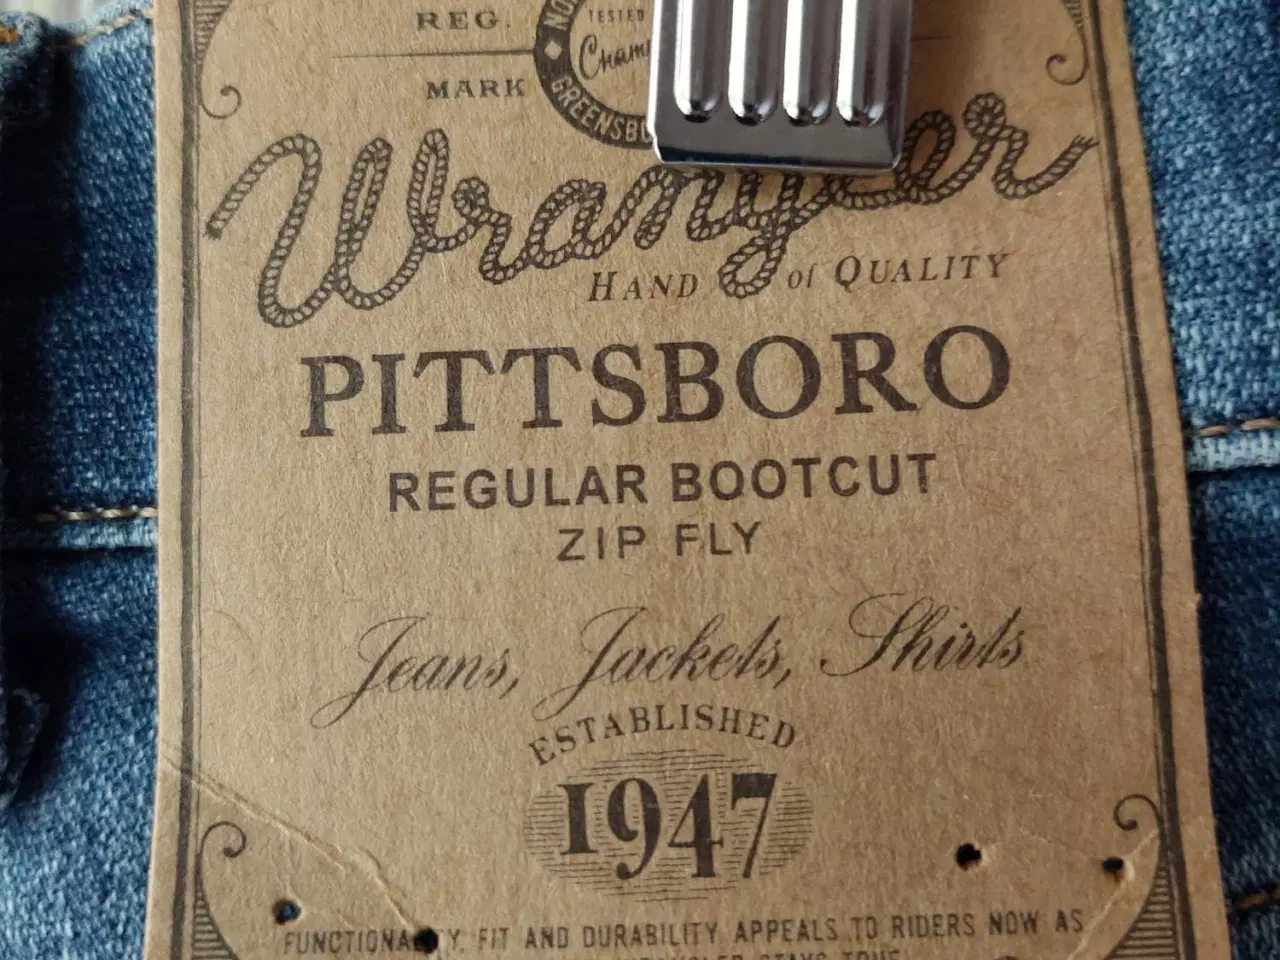 REG.
TESTED
MARK
Wrangler
HAND of QUALITY
PITTSBORO
REGULAR BOOTCUT
ZIP FLY
Jeans, Jackets, Shirts
ESTABLISHED
1947
FUNCTIONALITY, FIT AND DURABILITY APPEALS TO RIDERS NOW AS